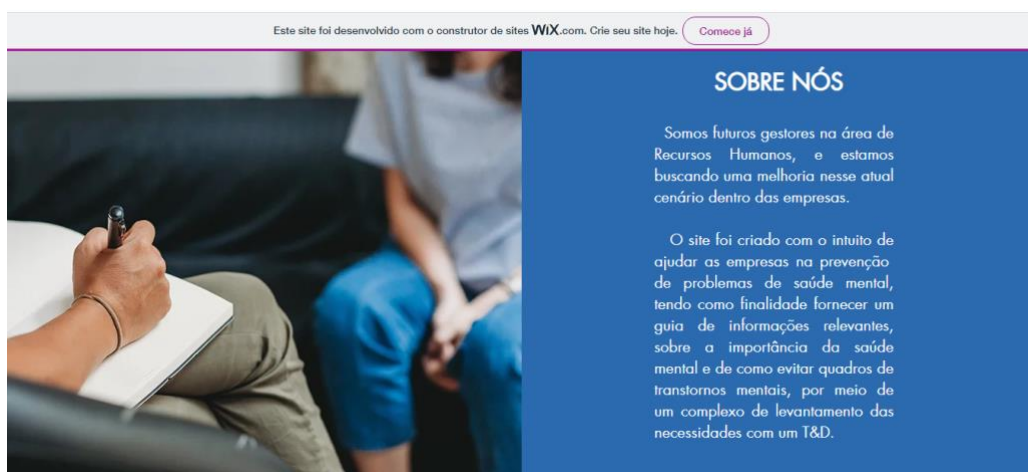 Este site foi desenvolvido com o construtor de sites WiX.com. Crie seu site hoje. Comece já
SOBRE NÓS
Somos futuros gestores na área de
Recursos Humanos, e estamos
buscando uma melhoria nesse atual
cenário dentro das empresas.
O site foi criado com o intuito de
ajudar as empresas na prevenção
de problemas de saúde mental,
tendo como finalidade fornecer um
guia de informações relevantes,
sobre a importância da saúde
mental e de como evitar quadros de
transtornos mentais, por meio de
um complexo de levantamento das
necessidades com um T&D.